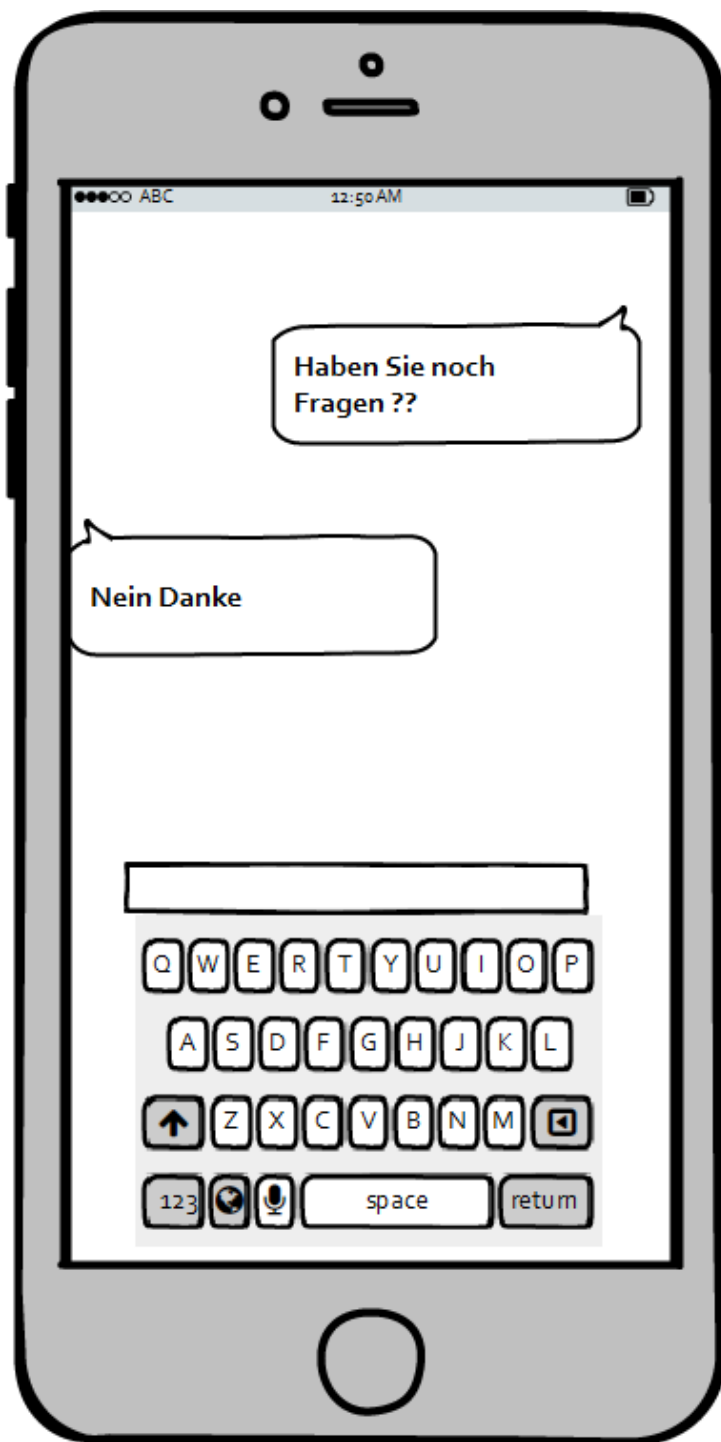 ABC 12:50 AM
Haben Sie noch
Fragen ??
Nein Danke
Q W E R T Y U I O P
A S D F G H J K L
Z X C V B N M
123 space return